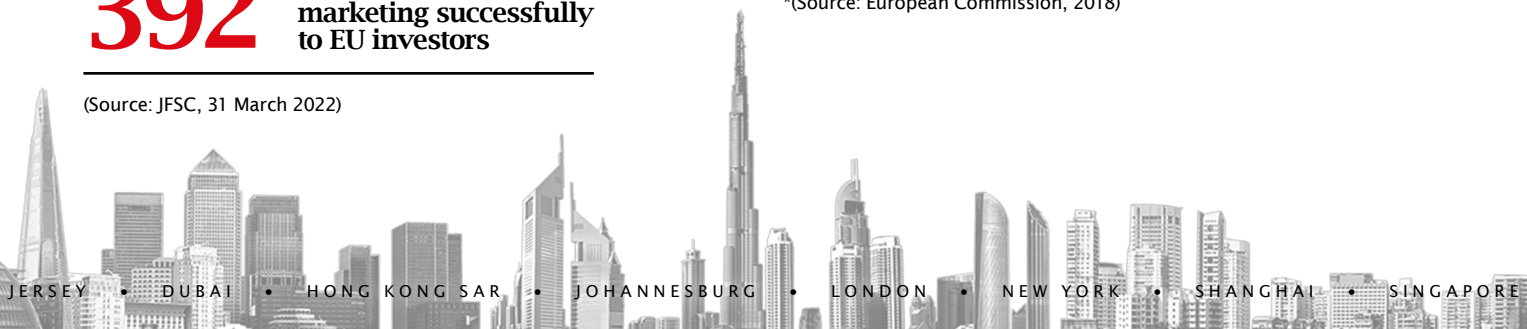 392
marketing successfully
to EU investors
(Source: JFSC, 31 March 2022)
*(Source: European Commission, 2018)
JERSEY • DUBAI • HONG KONG SAR • JOHANNESBURG • LONDON • NEW YORK • SHANGHAI • SINGAPORE